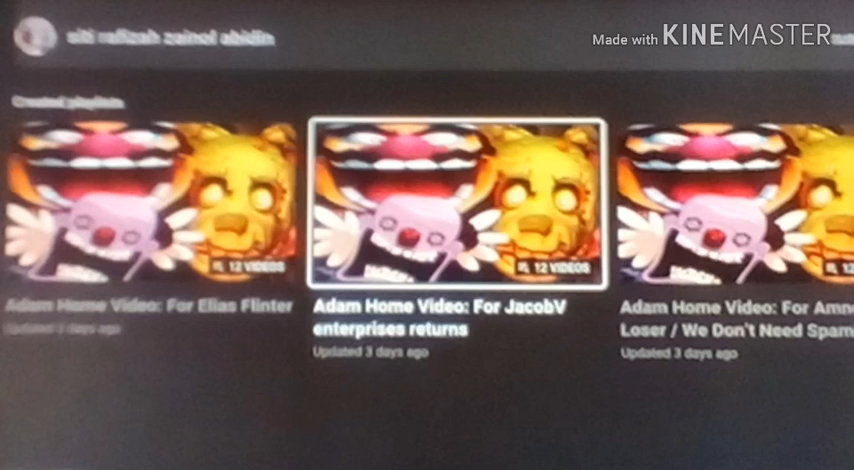 siti rafizah zainol abidin
Made with KINEMASTER
Created playlists
12 VIDEOS
12 VIDEOS
12
Adam Home Video: For Elias Flinter
Updated 3 days ago
Adam Home Video: For JacobV
enterprises returns
Updated 3 days ago
Adam Home Video: For Amn
Loser / We Don't Need Spam
Updated 3 days ago